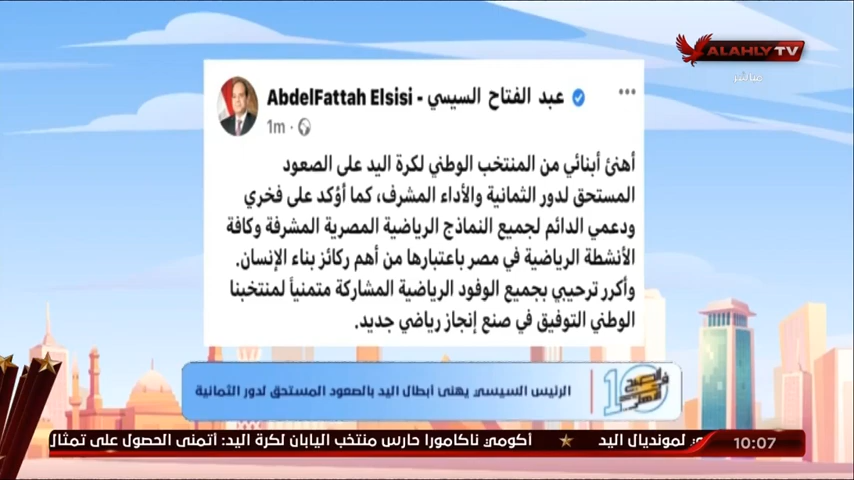 ALAHLY TV
مباشر
AbdelFattah Elsisi - عبد الفتاح السيسي
1m
أهنئ أبنائي من المنتخب الوطني لكرة اليد على الصعود
المستحق لدور الثمانية والأداء المشرف، كما أؤكد على فخري
ودعمي الدائم لجميع النماذج الرياضية المصرية المشرفة وكافة
الأنشطة الرياضية في مصر باعتبارها من أهم ركائز بناء الإنسان.
وأكرر ترحيبي بجميع الوفود الرياضية المشاركة متمنياً لمنتخبنا
الوطني التوفيق في صنع إنجاز رياضي جديد.
الرئيس السيسي يهنئ أبطال اليد بالصعود المستحق لدور الثمانية
10
لمونديال اليد
أكومي ناكامورا حارس منتخب اليابان لكرة اليد: أتمنى الحصول على تمثال
10:07